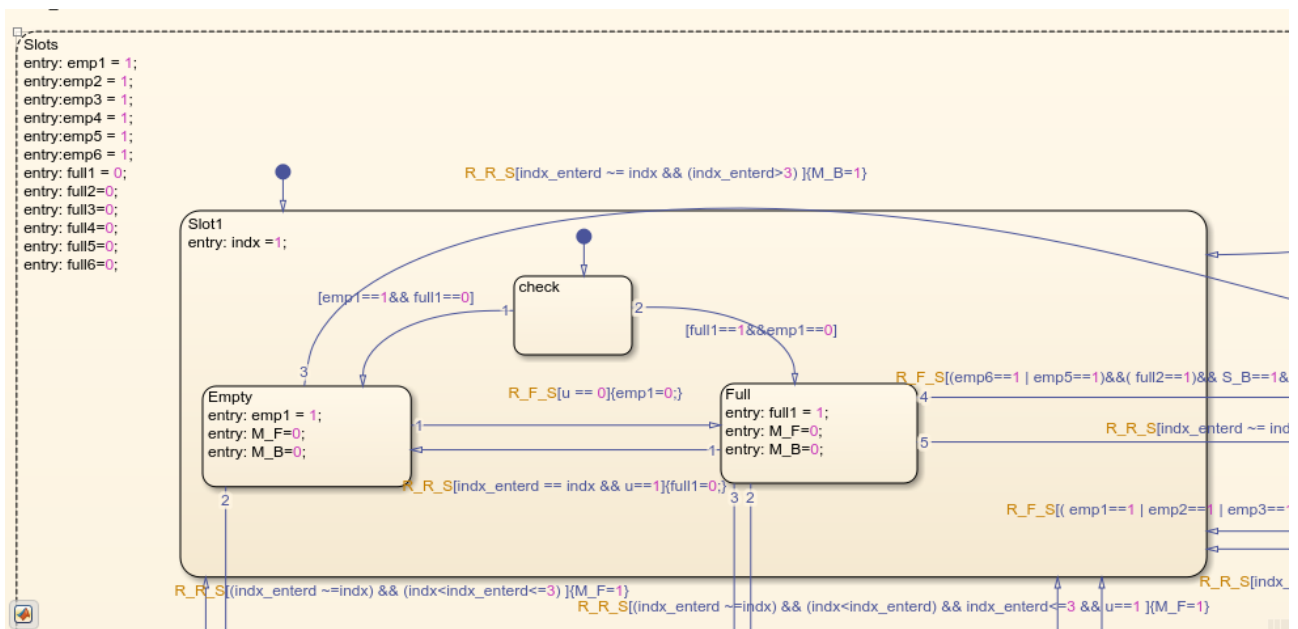 Slots
entry: emp1 = 1;
entry:emp2 = 1;
entry:emp3 = 1;
entry:emp4 = 1;
entry:emp5 = 1;
entry:emp6 = 1;
entry: full1 = 0;
entry: full2=0;
entry: full3=0;
entry: full4=0;
entry: full5=0;
entry: full6=0;
R_R_S[indx_enterd ~= indx && (indx_enterd>3) ]{M_B=1}
Slot1
entry: indx =1;
check
[emp1==1&& full1==0]
1
2
[full1==1&&emp1==0]
3
Empty
entry: emp1 = 1;
entry: M_F=0;
entry: M_B=0;
R_F_S[u == 0]{emp1=0;}
1
1
R_R_S[indx_enterd == indx && u==1]{full1=0;}
2
Full
entry: full1 = 1;
entry: M_F=0;
entry: M_B=0;
R_F_S[(emp6==1 | emp5==1)&&( full2==1)&& S_B==1&
4
R_R_S[indx_enterd ~= ind
5
3 2
R_F_S[( emp1==1 | emp2==1 | emp3==1
R_R_S[indx_
R_R_S[(indx_enterd ~=indx) && (indx<indx_enterd<=3) ]{M_F=1}
R_R_S[(indx_enterd ~=indx) && (indx<indx_enterd) && indx_enterd<=3 && u==1 ]{M_F=1}